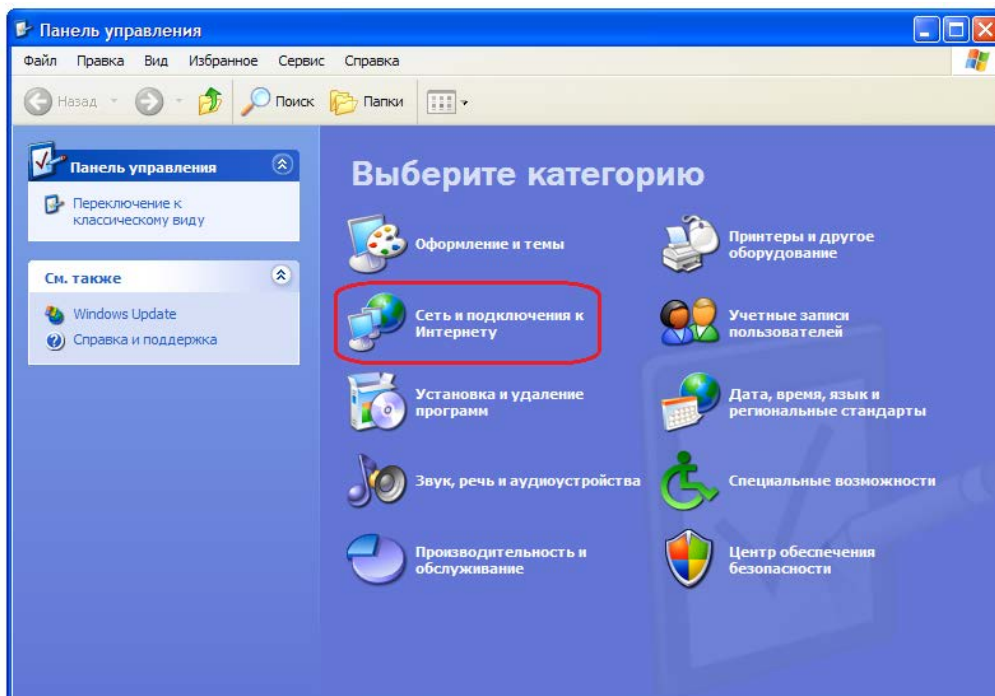 Панель управления
Файл Правка Вид Избранное Сервис Справка
Назад Поиск Папки
Панель управления
Переключение к
классическому виду
См. также
Windows Update
Справка и поддержка
Выберите категорию
Оформление и темы
Принтеры и другое
оборудование
Сеть и подключения к
Интернету
Учетные записи
пользователей
Установка и удаление
программ
Дата, время, язык и
региональные стандарты
Звук, речь и аудиоустройства
Специальные возможности
Производительность и
обслуживание
Центр обеспечения
безопасности